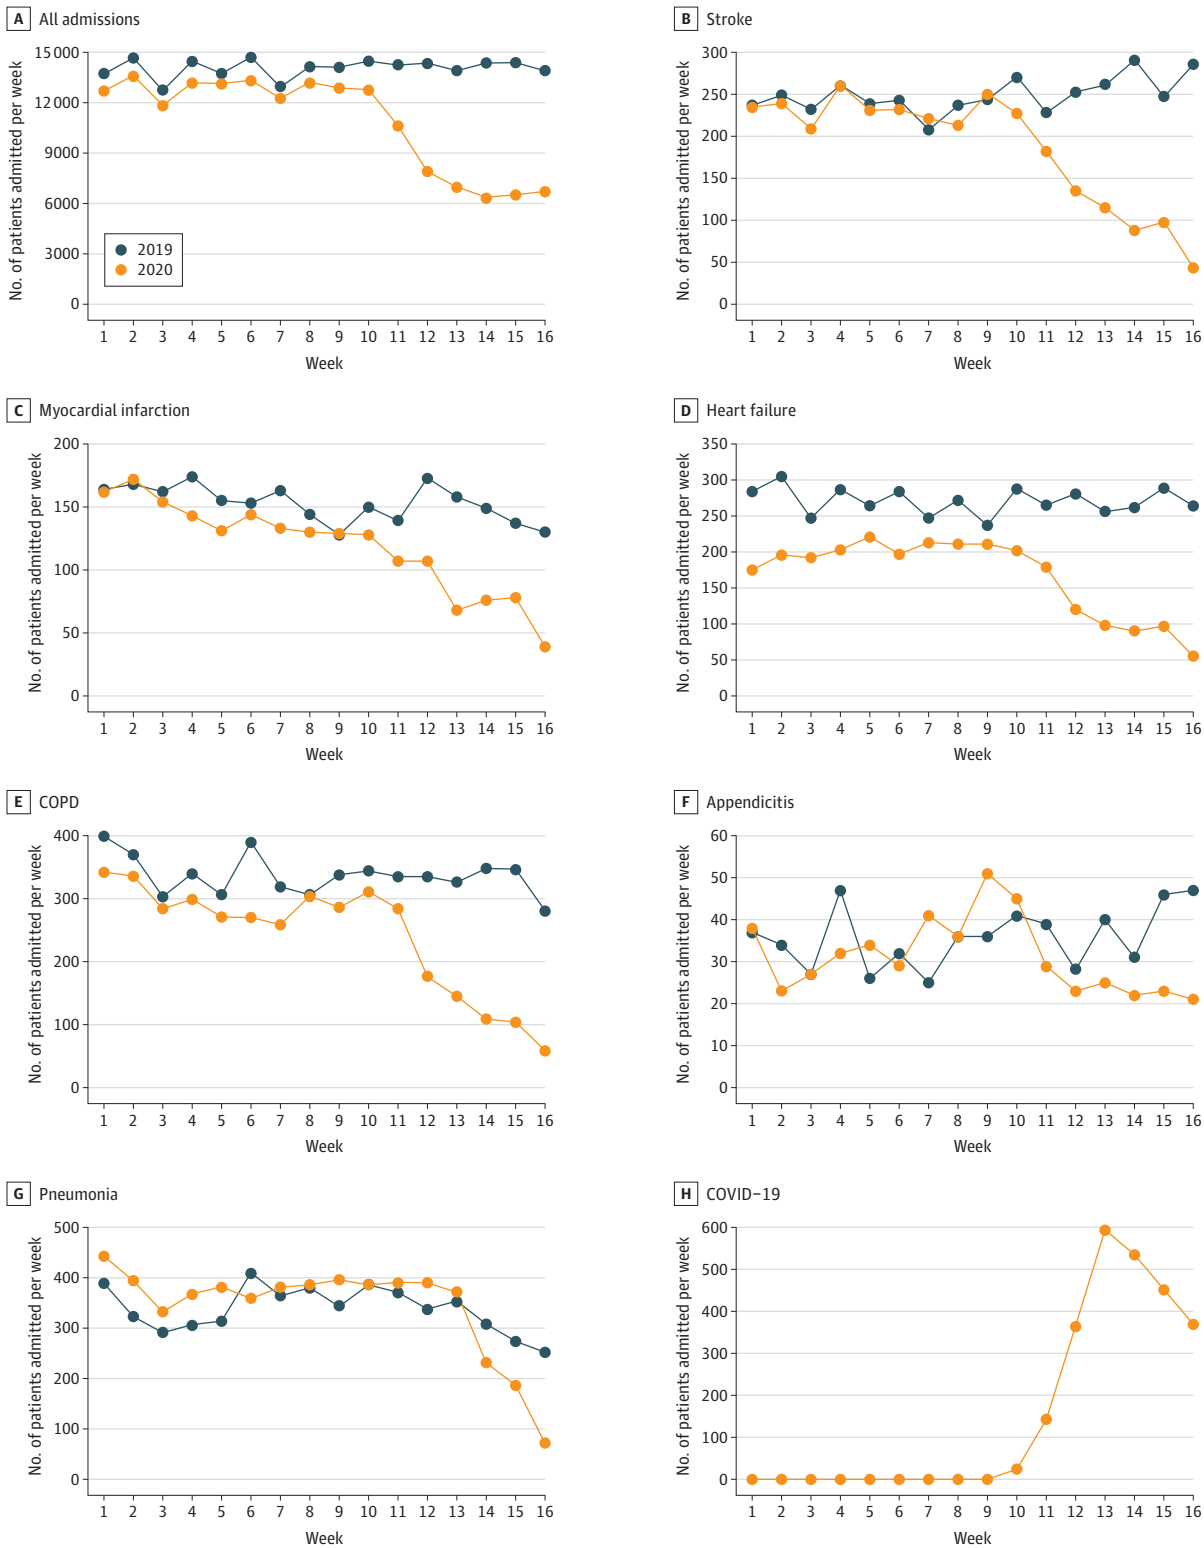 A All admissions
No. of patients admitted per week
15 000
12 000
9000
6000
3000
0
2019
2020
1 2 3 4 5 6 7 8 9 10 11 12 13 14 15 16
Week
B Stroke
No. of patients admitted per week
300
250
200
150
100
50
0
1 2 3 4 5 6 7 8 9 10 11 12 13 14 15 16
Week
C Myocardial infarction
No. of patients admitted per week
200
150
100
50
0
1 2 3 4 5 6 7 8 9 10 11 12 13 14 15 16
Week
D Heart failure
No. of patients admitted per week
350
300
250
200
150
100
50
0
1 2 3 4 5 6 7 8 9 10 11 12 13 14 15 16
Week
E COPD
No. of patients admitted per week
400
300
200
100
0
1 2 3 4 5 6 7 8 9 10 11 12 13 14 15 16
Week
F Appendicitis
No. of patients admitted per week
60
50
40
30
20
10
0
1 2 3 4 5 6 7 8 9 10 11 12 13 14 15 16
Week
G Pneumonia
No. of patients admitted per week
500
400
300
200
100
0
1 2 3 4 5 6 7 8 9 10 11 12 13 14 15 16
Week
H COVID−19
No. of patients admitted per week
600
500
400
300
200
100
0
1 2 3 4 5 6 7 8 9 10 11 12 13 14 15 16
Week